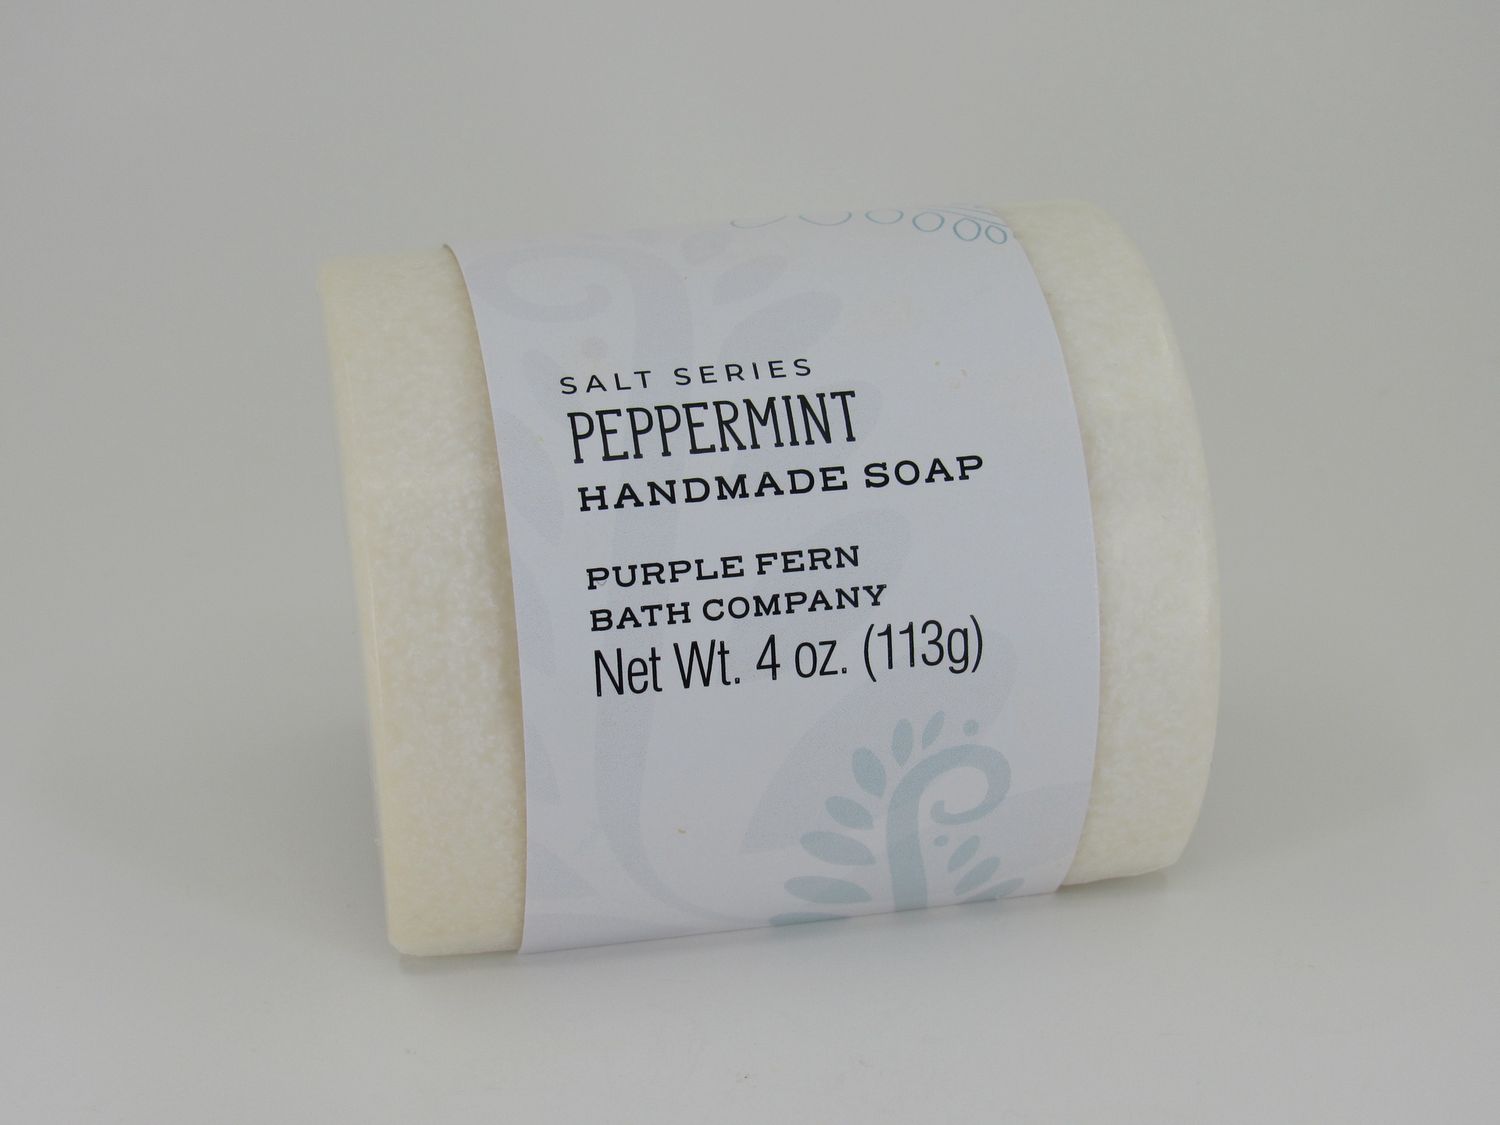 SALT SERIES
PEPPERMINT
HANDMADE SOAP
PURPLE FERN
BATH COMPANY
Net Wt. 4 oz. (113g)